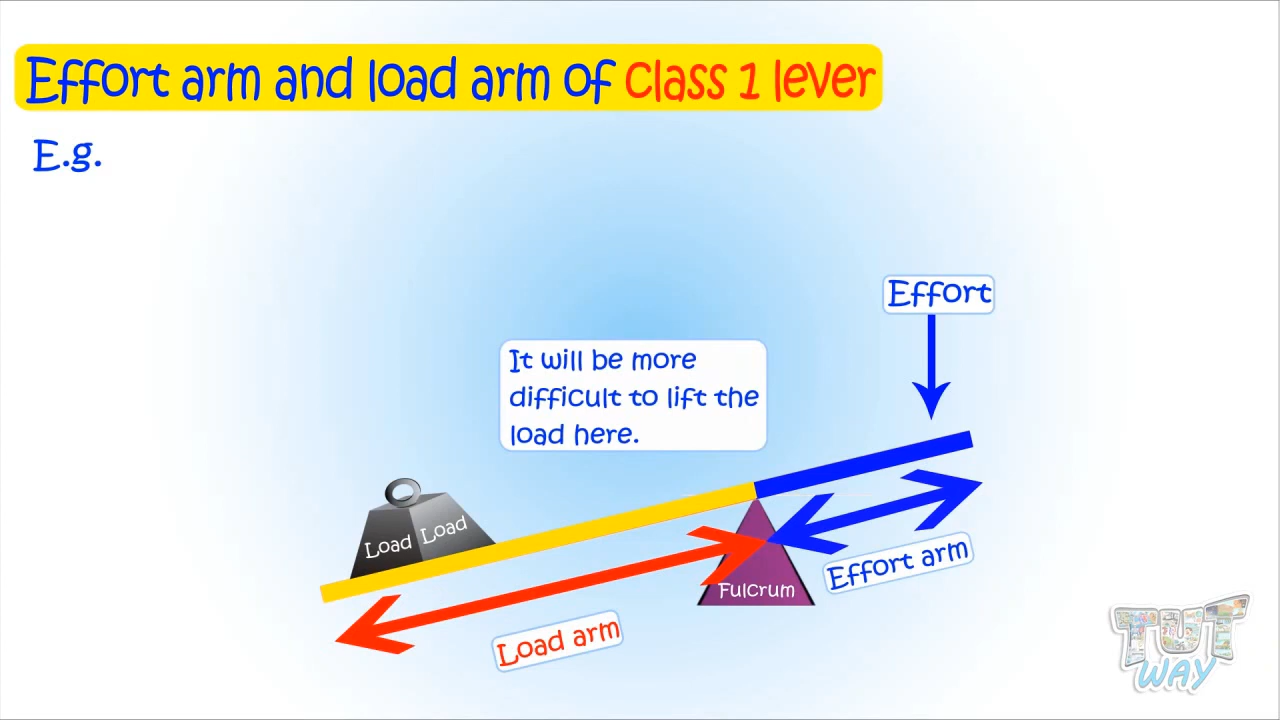 Effort arm and load arm of Class 1 lever
E.g.
Effort
It will be more
difficult to lift the
load here.
Load Load
Fulcrum
Effort arm
Load arm
TUT
WAY